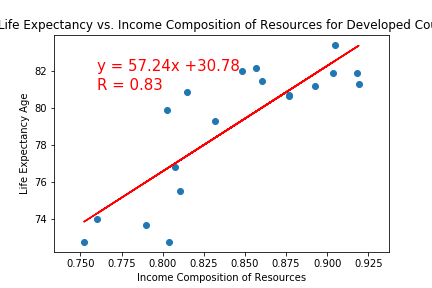 Life Expectancy vs. Income Composition of Resources for Developed Cou
y = 57.24x +30.78
R = 0.83
Life Expectancy Age
82
80
78
76
74
0.750 0.775 0.800 0.825 0.850 0.875 0.900 0.925
Income Composition of Resources